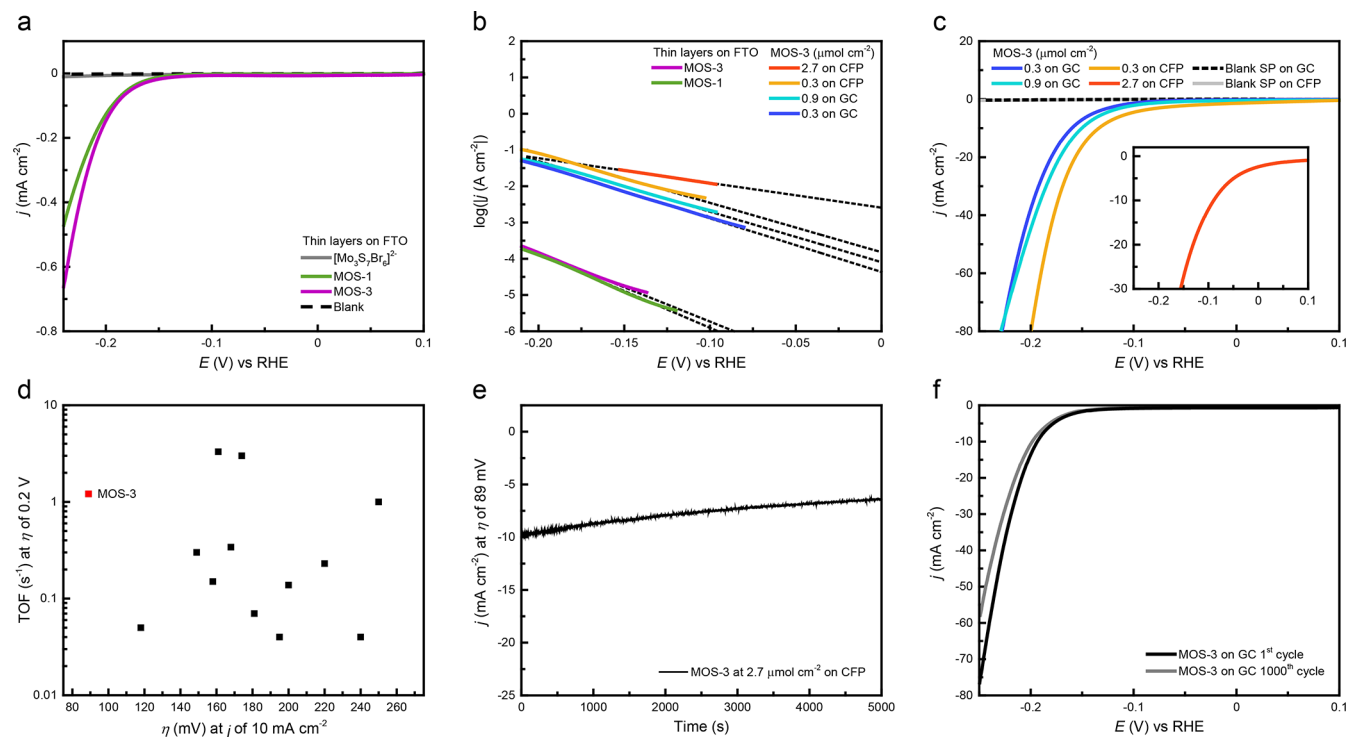 a
j (mA cm⁻²)
0
-0.2
-0.4
-0.6
-0.8
Thin layers on FTO
[Mo₃S₇Br₆]²⁻
MOS-1
MOS-3
Blank
-0.2
-0.1
0
0.1
E (V) vs RHE
b
log(|j (A cm⁻²|)
2
1
0
-1
-2
-3
-4
-5
-6
Thin layers on FTO
MOS-3
MOS-1
MOS-3 (μmol cm⁻²)
2.7 on CFP
0.3 on CFP
0.9 on GC
0.3 on GC
-0.20
-0.15
-0.10
-0.05
0
E (V) vs RHE
c
j (mA cm⁻²)
20
0
-20
-40
-60
-80
MOS-3 (μmol cm⁻²)
0.3 on GC
0.3 on CFP
Blank SP on GC
0.9 on GC
2.7 on CFP
Blank SP on CFP
0
-10
-20
-30
-0.2
-0.1
0
0.1
-0.2
-0.1
0
0.1
E (V) vs RHE
d
TOF (s⁻¹) at η of 0.2 V
10
1
0.1
0.01
MOS-3
80
100
120
140
160
180
200
220
240
260
η (mV) at j of 10 mA cm⁻²
e
j (mA cm⁻²) at η of 89 mV
0
-5
-10
-15
-20
-25
MOS-3 at 2.7 μmol cm⁻² on CFP
0
1000
2000
3000
4000
5000
Time (s)
f
j (mA cm⁻²)
0
-10
-20
-30
-40
-50
-60
-70
-80
MOS-3 on GC 1ˢᵗ cycle
MOS-3 on GC 1000ᵗʰ cycle
-0.2
-0.1
0
0.1
E (V) vs RHE